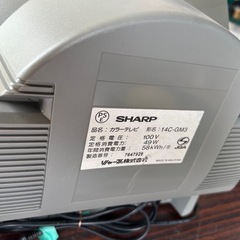 PS
E
SHARP
品名 カラーテレビ 形名 14C-GM3
定格電圧: 100V
定格消費電力: 49W
年間消費電力量: 58kWh/年
製造番号 7647928
シャープ株式会社